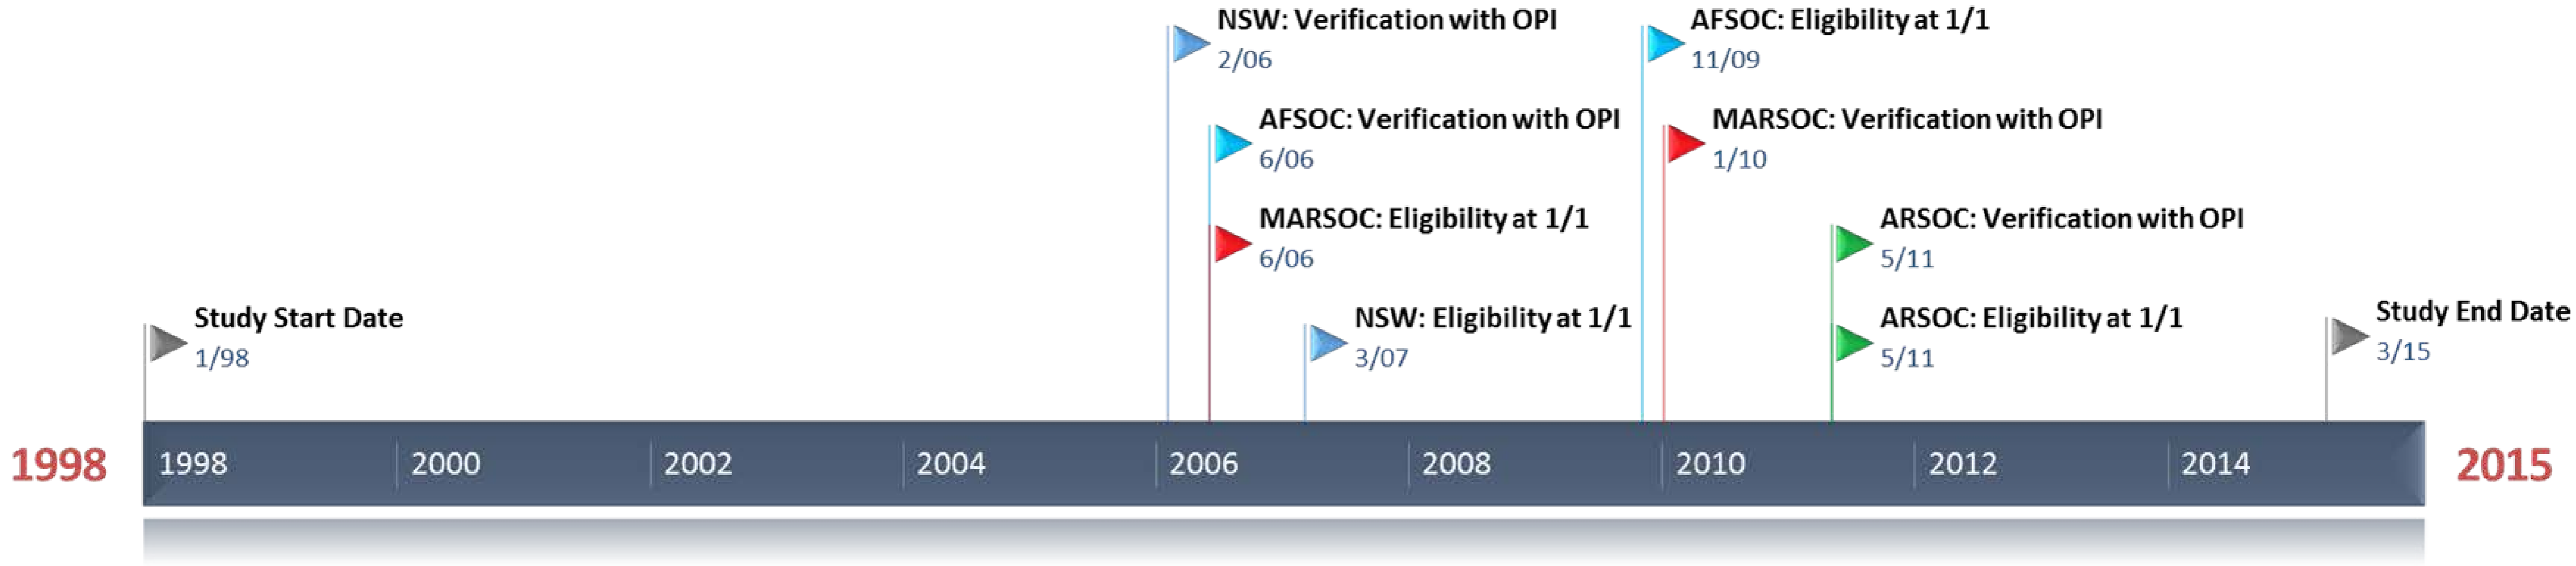 NSW: Verification with OPI
2/06
AFSOC: Eligibility at 1/1
11/09
AFSOC: Verification with OPI
6/06
MARSOC: Verification with OPI
1/10
MARSOC: Eligibility at 1/1
6/06
ARSOC: Verification with OPI
5/11
Study Start Date
1/98
NSW: Eligibility at 1/1
3/07
ARSOC: Eligibility at 1/1
5/11
Study End Date
3/15
1998
1998
2000
2002
2004
2006
2008
2010
2012
2014
2015